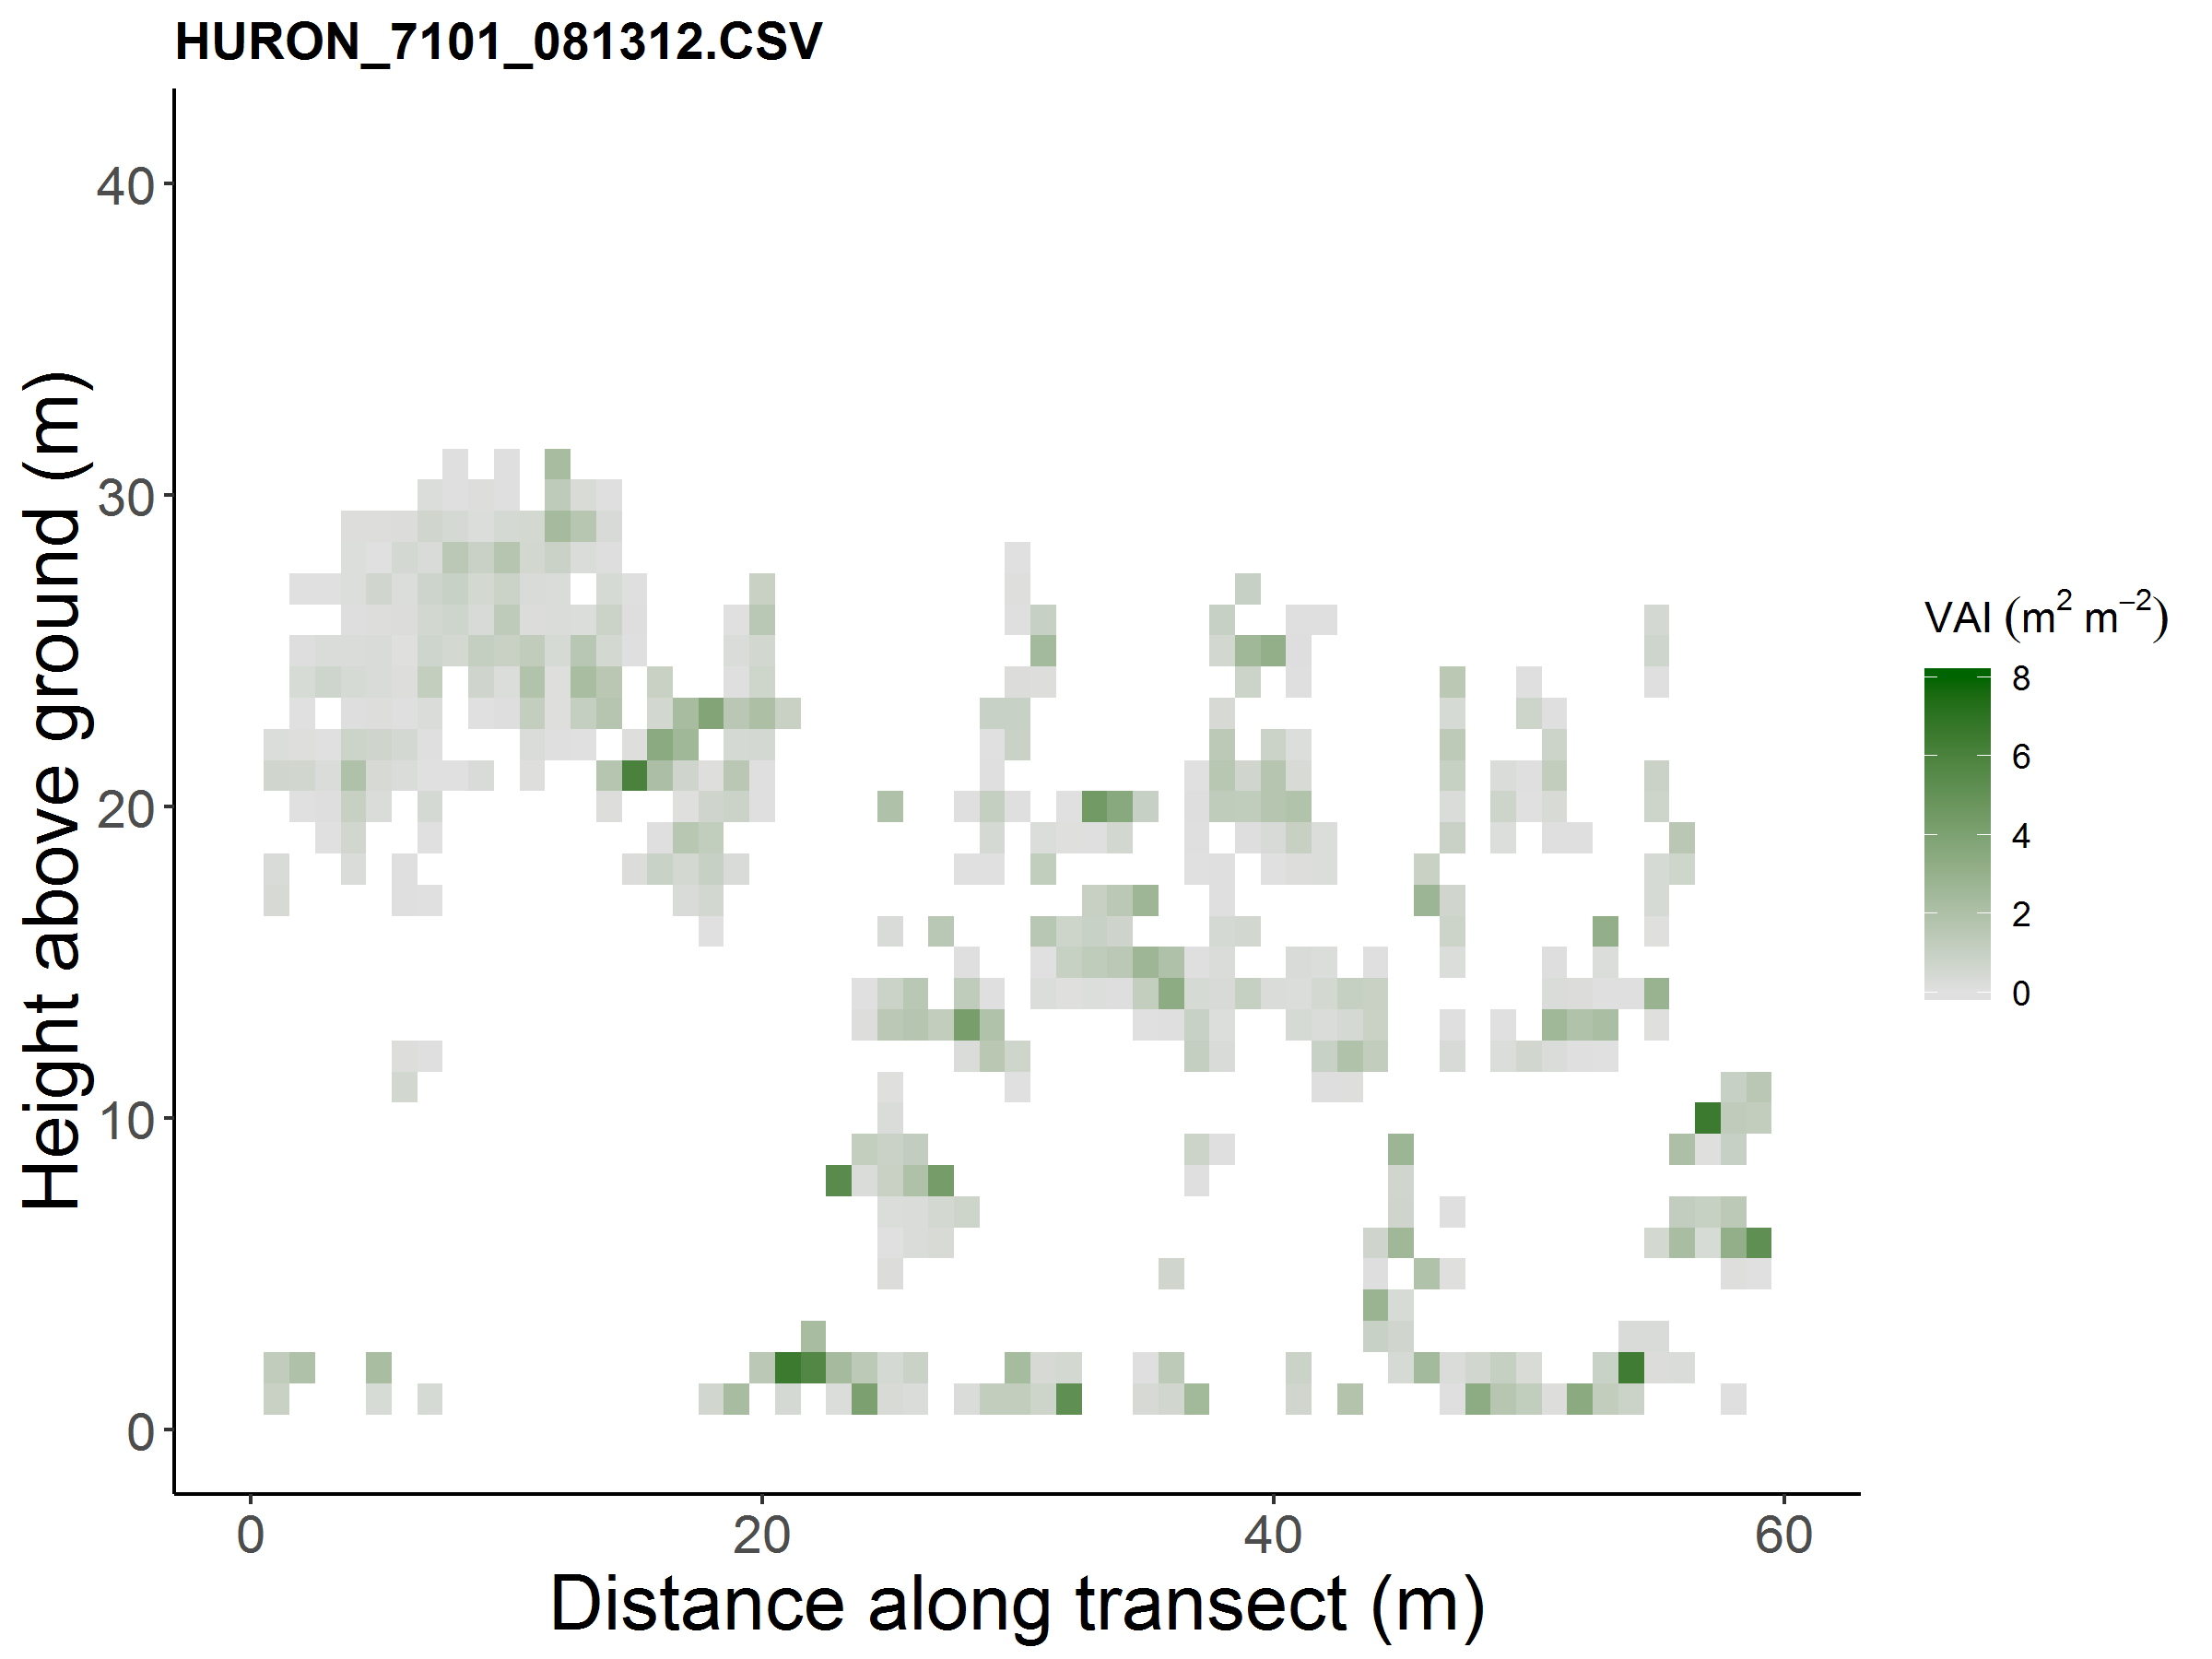 HURON_7101_081312.CSV
Height above ground (m)
40
30
20
10
0
0 20 40 60
Distance along transect (m)
VAI (m² m⁻²)
8
6
4
2
0